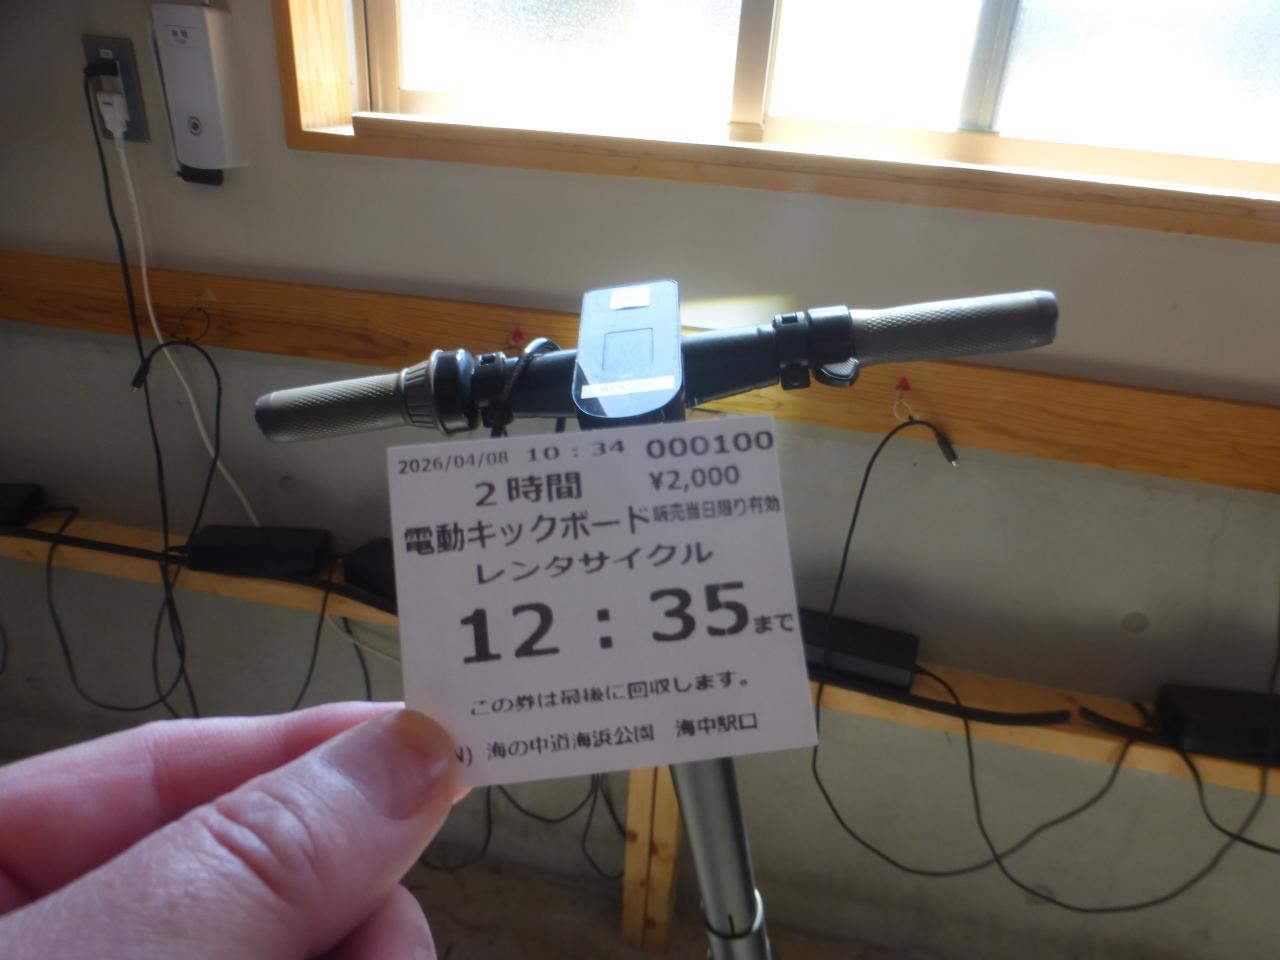 2026/04/08 10：34 000100
2時間 ¥2,000
電動キックボード 販売当日限り有効
レンタサイクル
12：35まで
この券は最後に回収します。
N) 海の中道海浜公園 海中駅口